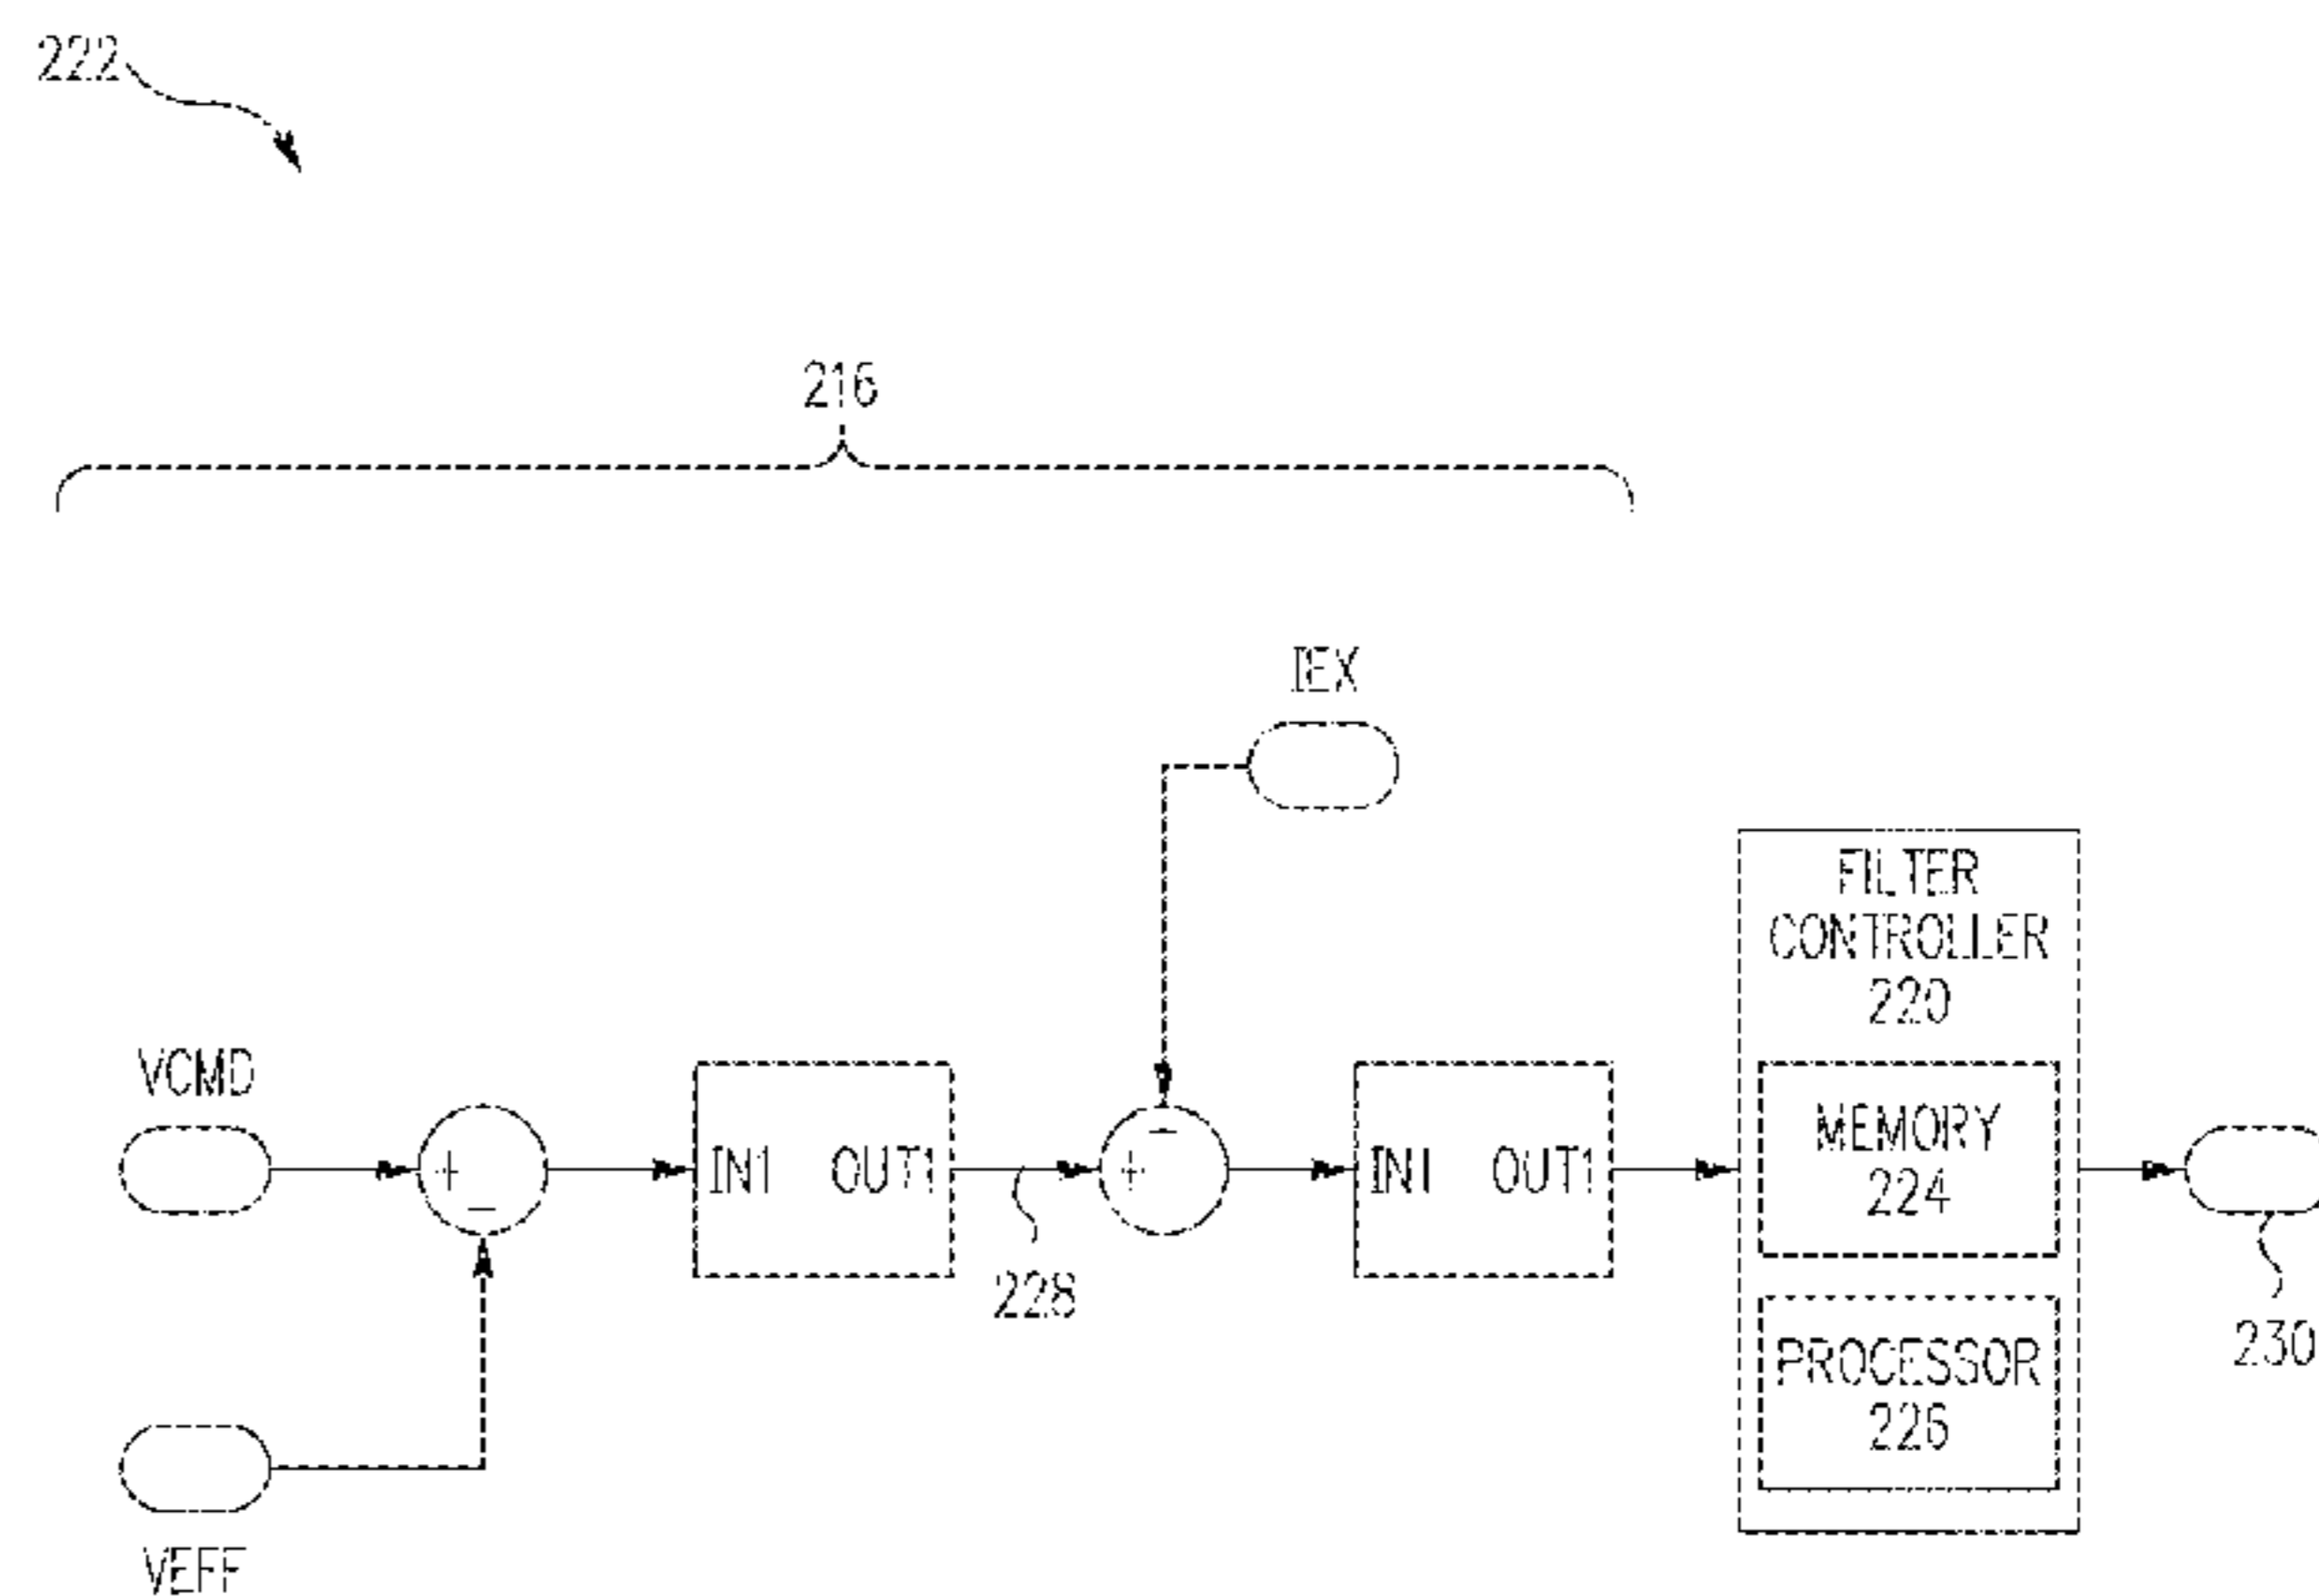 222
216
IEX
FILTER
CONTROLLER
220
VCMD
MEMORY
224
+
−
IN1 OUT1
−
+
IN1 OUT1
228
PROCESSOR
226
230
VEFF